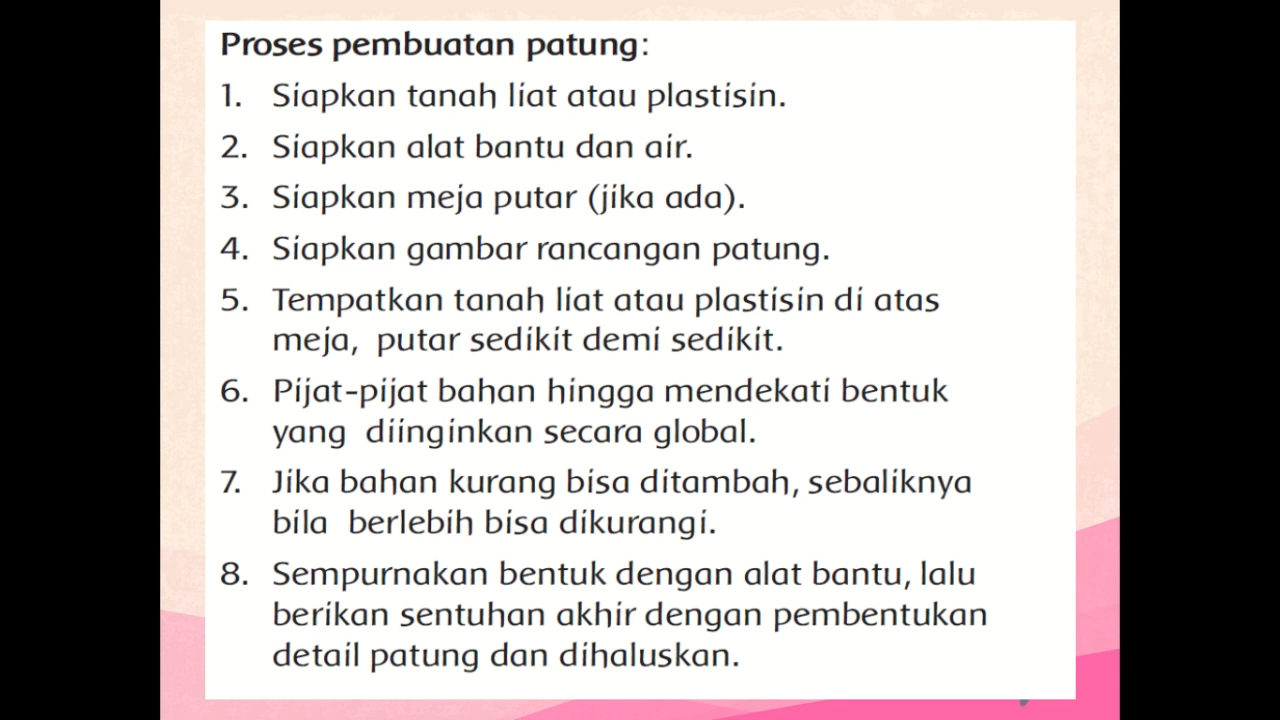 Proses pembuatan patung:
1. Siapkan tanah liat atau plastisin.
2. Siapkan alat bantu dan air.
3. Siapkan meja putar (jika ada).
4. Siapkan gambar rancangan patung.
5. Tempatkan tanah liat atau plastisin di atas
meja, putar sedikit demi sedikit.
6. Pijat-pijat bahan hingga mendekati bentuk
yang diinginkan secara global.
7. Jika bahan kurang bisa ditambah, sebaliknya
bila berlebih bisa dikurangi.
8. Sempurnakan bentuk dengan alat bantu, lalu
berikan sentuhan akhir dengan pembentukan
detail patung dan dihaluskan.